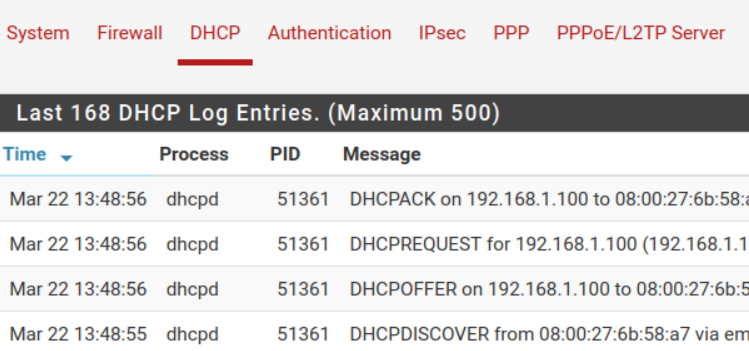 System Firewall DHCP Authentication IPsec PPP PPPoE/L2TP Server
Last 168 DHCP Log Entries. (Maximum 500)
Time Process PID Message
Mar 22 13:48:56 dhcpd 51361 DHCPACK on 192.168.1.100 to 08:00:27:6b:58:a
Mar 22 13:48:56 dhcpd 51361 DHCPREQUEST for 192.168.1.100 (192.168.1.1
Mar 22 13:48:56 dhcpd 51361 DHCPOFFER on 192.168.1.100 to 08:00:27:6b:5
Mar 22 13:48:55 dhcpd 51361 DHCPDISCOVER from 08:00:27:6b:58:a7 via em